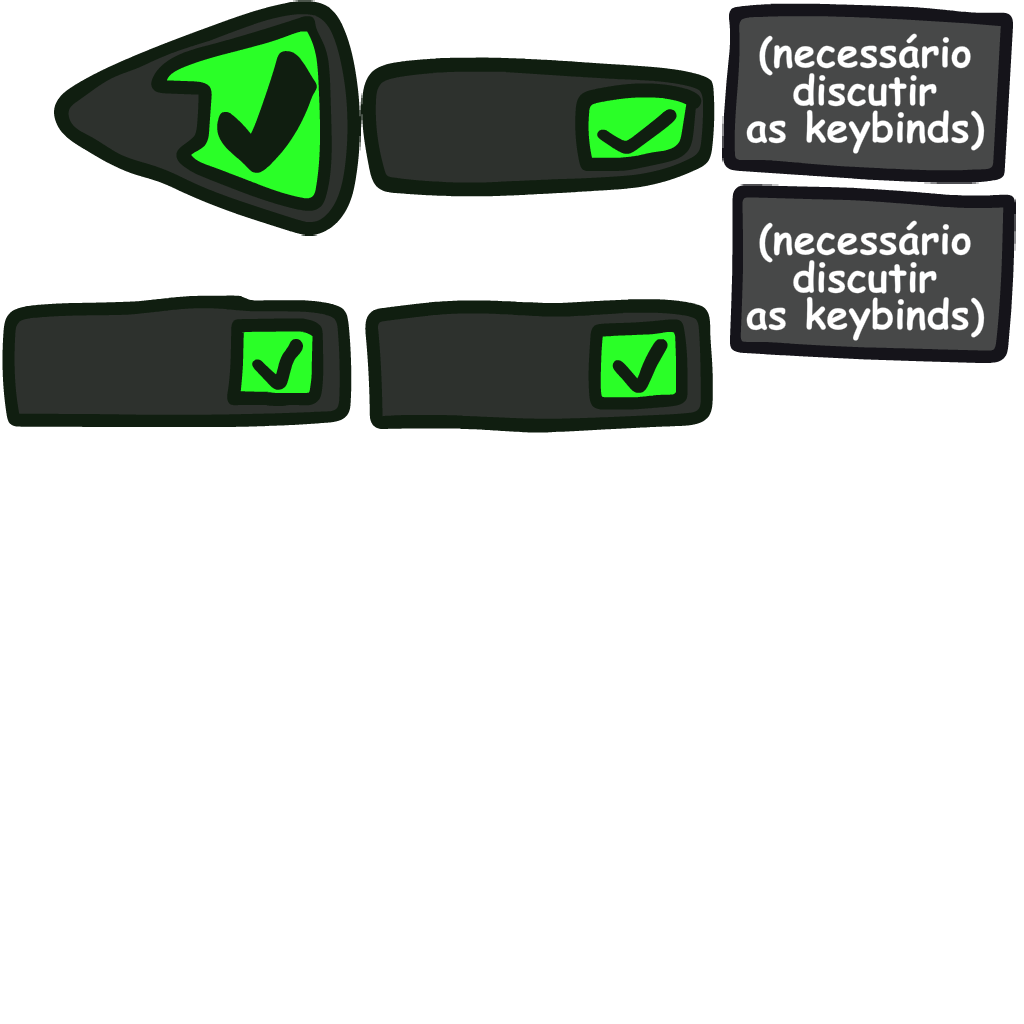 (necessário
discutir
as keybinds)
(necessário
discutir
as keybinds)